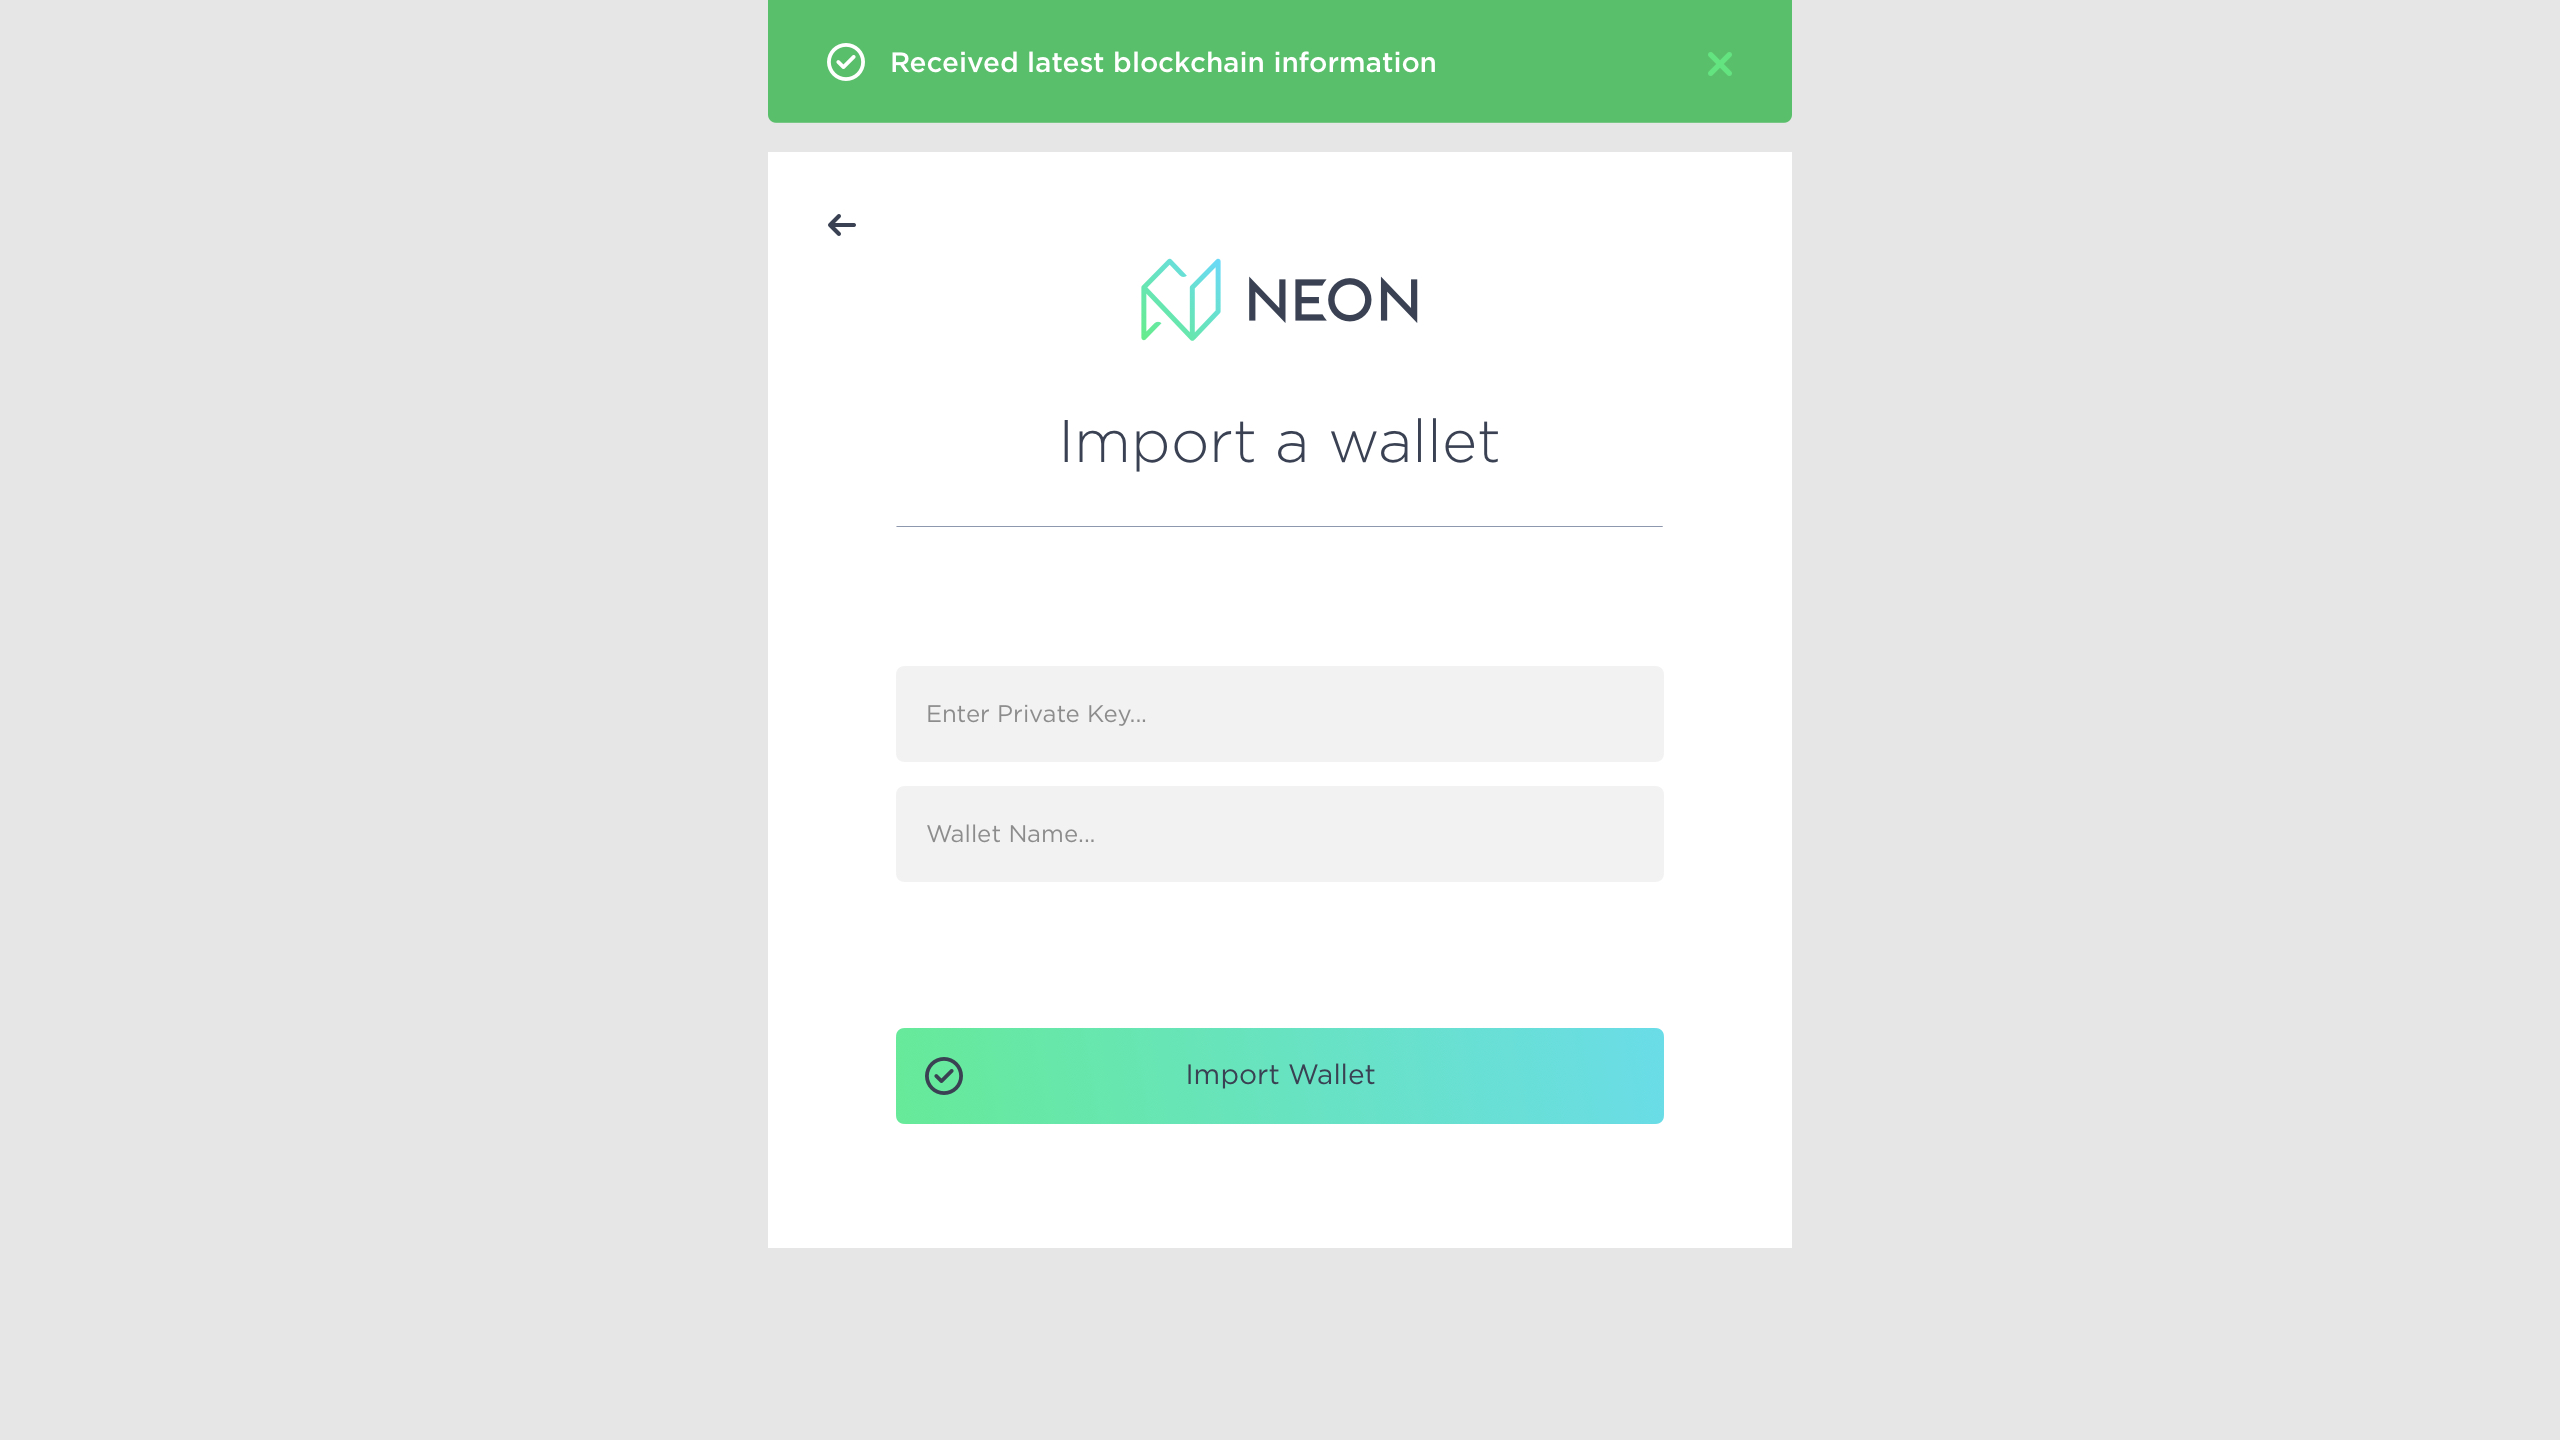 Received latest blockchain information
NEON
Import a wallet
Enter Private Key...
Wallet Name...
Import Wallet